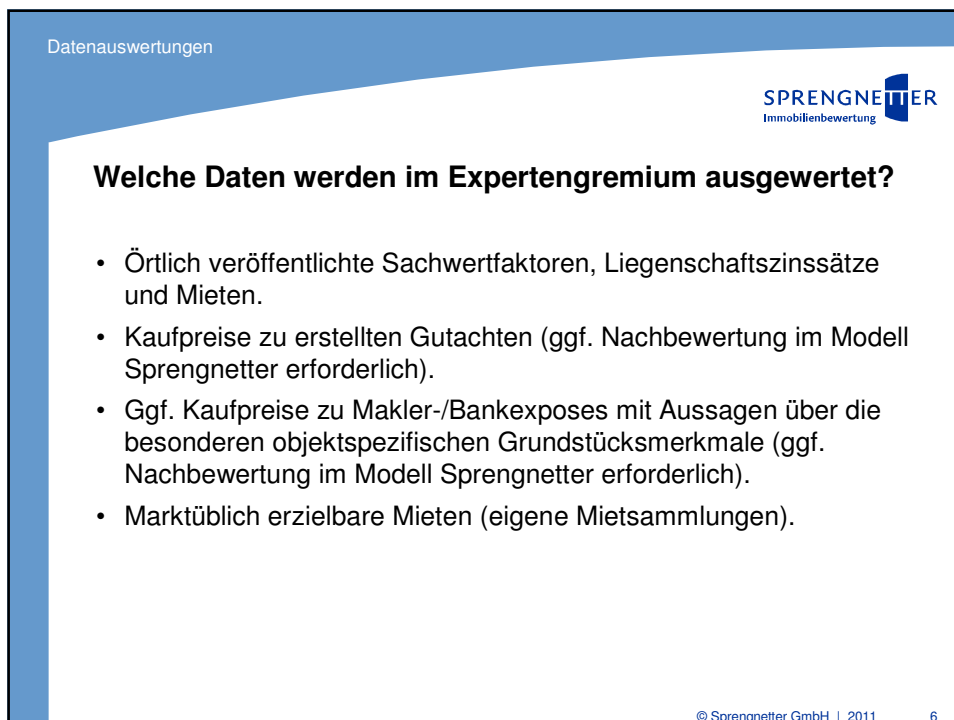 Datenauswertungen
SPRENGNETTER
Immobilienbewertung
Welche Daten werden im Expertengremium ausgewertet?
• Örtlich veröffentlichte Sachwertfaktoren, Liegenschaftszinssätze
und Mieten.
• Kaufpreise zu erstellten Gutachten (ggf. Nachbewertung im Modell
Sprengnetter erforderlich).
• Ggf. Kaufpreise zu Makler-/Bankexposes mit Aussagen über die
besonderen objektspezifischen Grundstücksmerkmale (ggf.
Nachbewertung im Modell Sprengnetter erforderlich).
• Marktüblich erzielbare Mieten (eigene Mietsammlungen).
© Sprengnetter GmbH | 2011 6